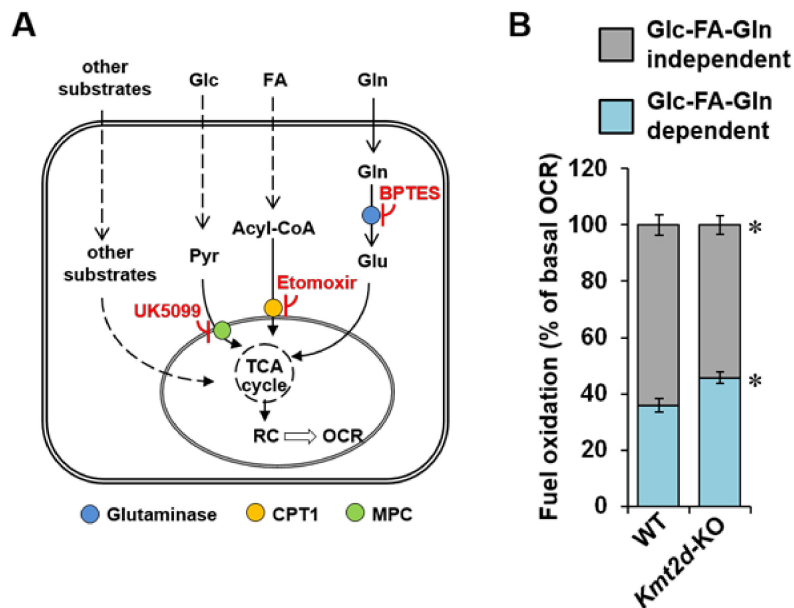 A
other
substrates
Glc
FA
Gln
Gln
BPTES
Acyl-CoA
other
substrates
Pyr
Glu
Etomoxir
UK5099
TCA
cycle
RC
OCR
Glutaminase
CPT1
MPC
B
Glc-FA-Gln
independent
Glc-FA-Gln
dependent
Fuel oxidation (% of basal OCR)
120
100
80
60
40
20
0
*
*
WT
Kmt2d-KO